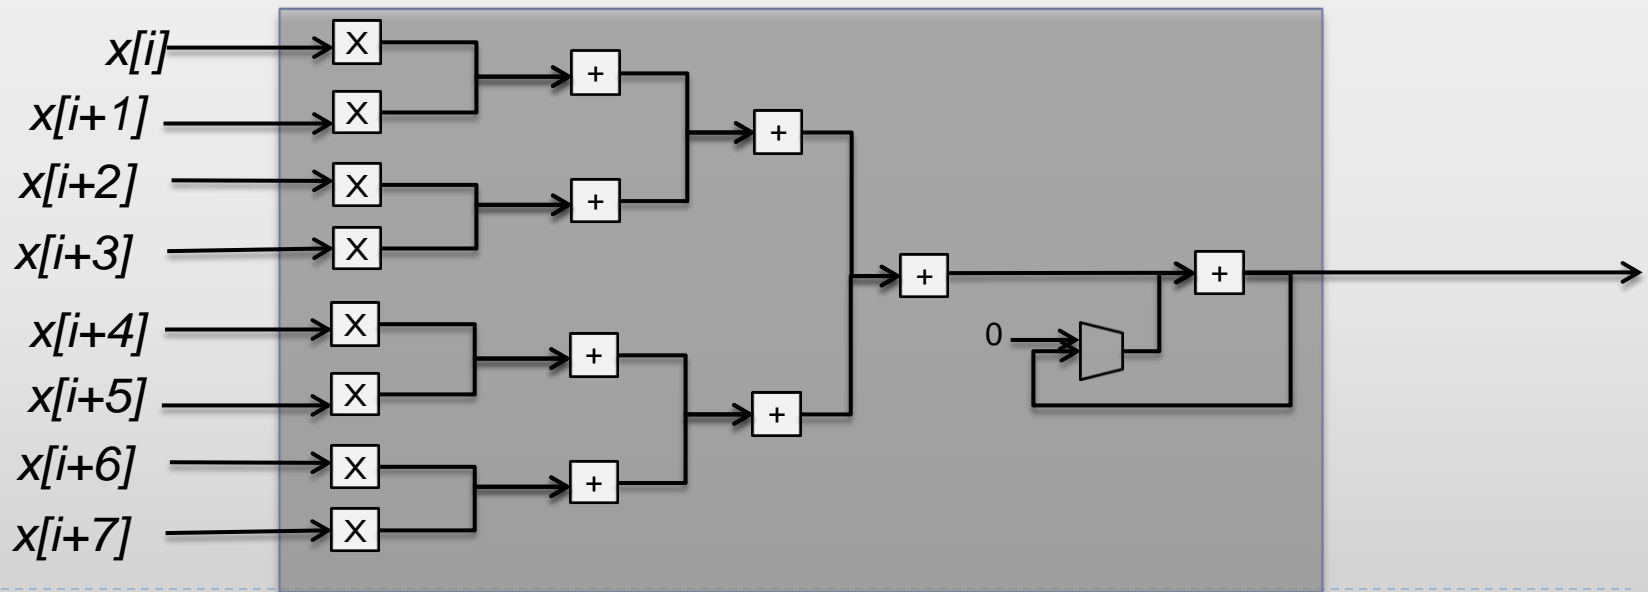 x[i]
x[i+1]
x[i+2]
x[i+3]
x[i+4]
x[i+5]
x[i+6]
x[i+7]
X
X
X
X
X
X
X
X
+
+
+
+
+
+
+
+
0